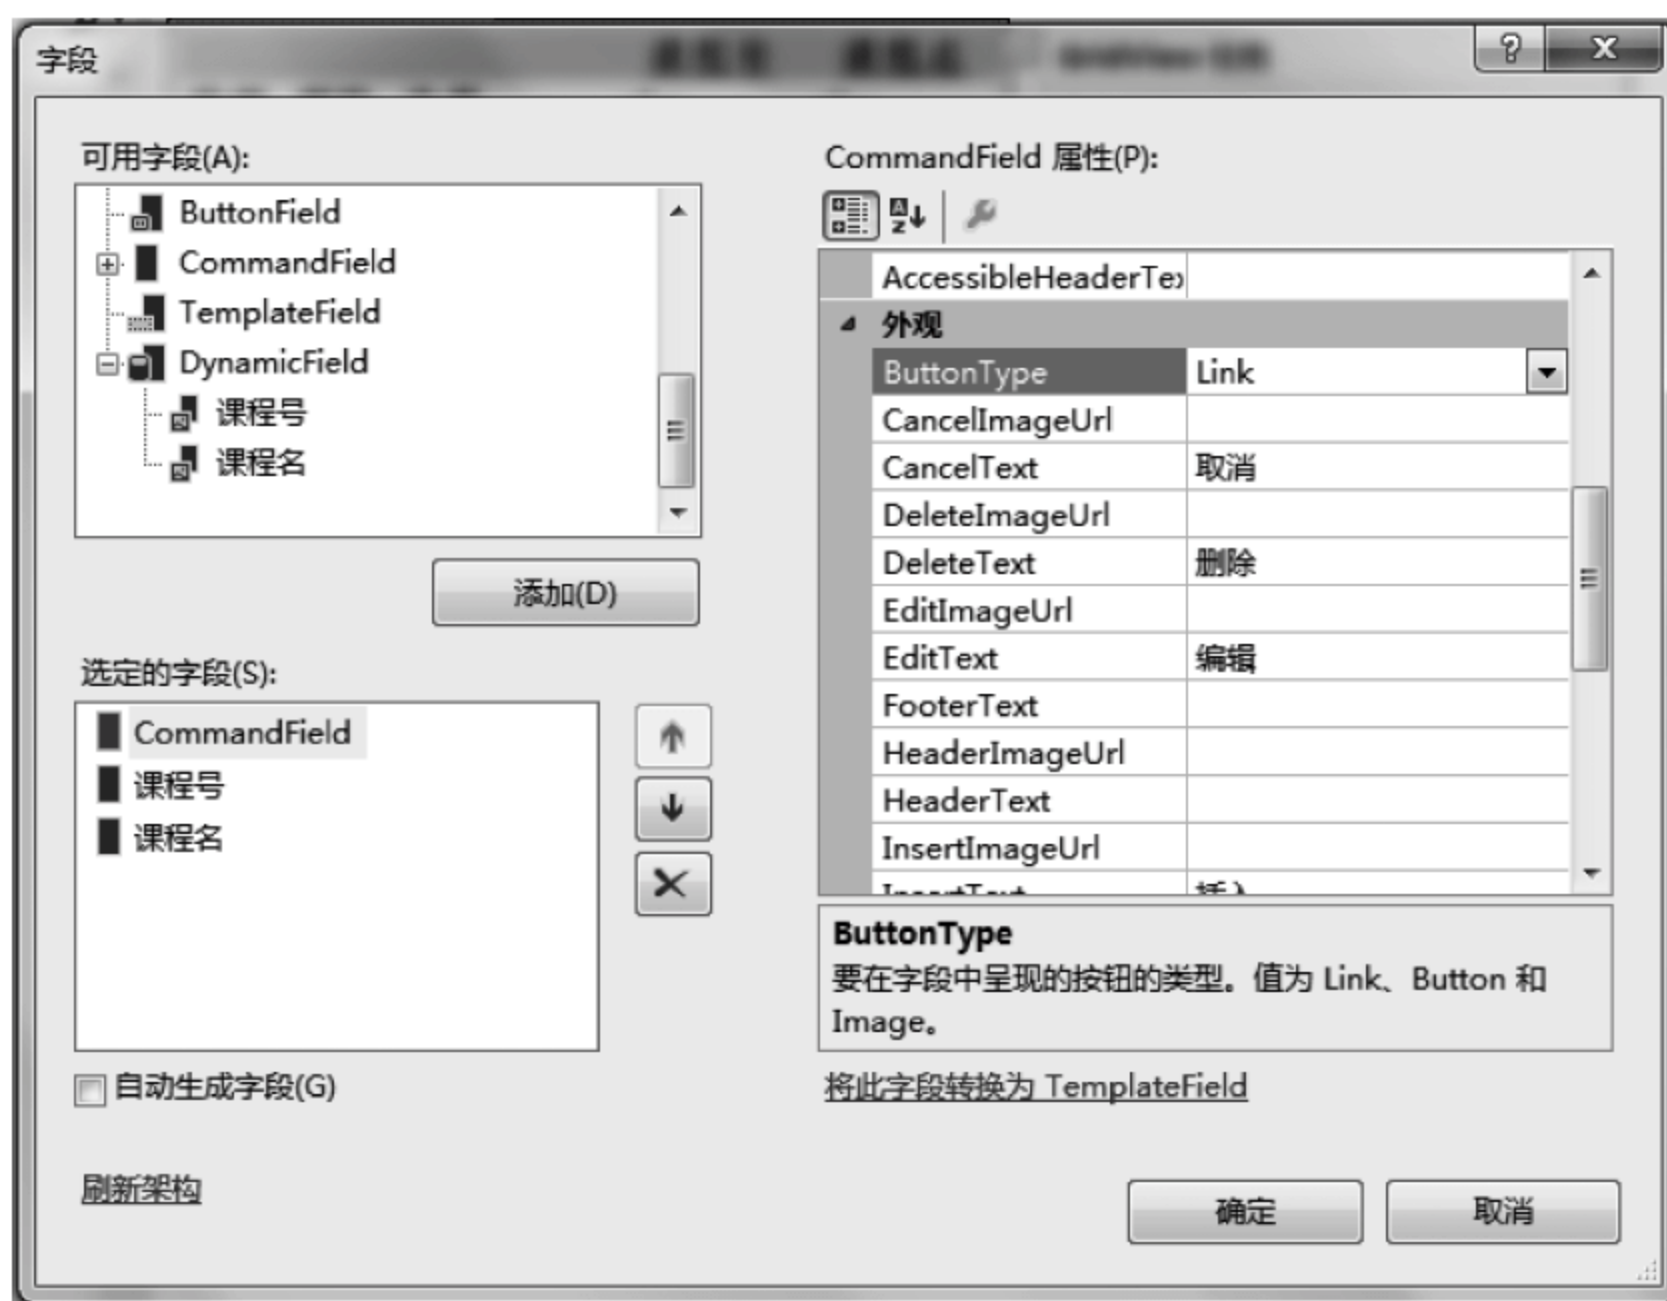 字段
可用字段(A):
ButtonField
CommandField
TemplateField
DynamicField
课程号
课程名
添加(D)
选定的字段(S):
CommandField
课程号
课程名
自动生成字段(G)
刷新架构
CommandField 属性(P):
AccessibleHeaderTe
外观
ButtonType Link
CancelImageUrl
CancelText 取消
DeleteImageUrl
DeleteText 删除
EditImageUrl
EditText 编辑
FooterText
HeaderImageUrl
HeaderText
InsertImageUrl
InsertText 插入
ButtonType
要在字段中呈现的按钮的类型。值为 Link、Button 和
Image。
将此字段转换为 TemplateField
确定 取消